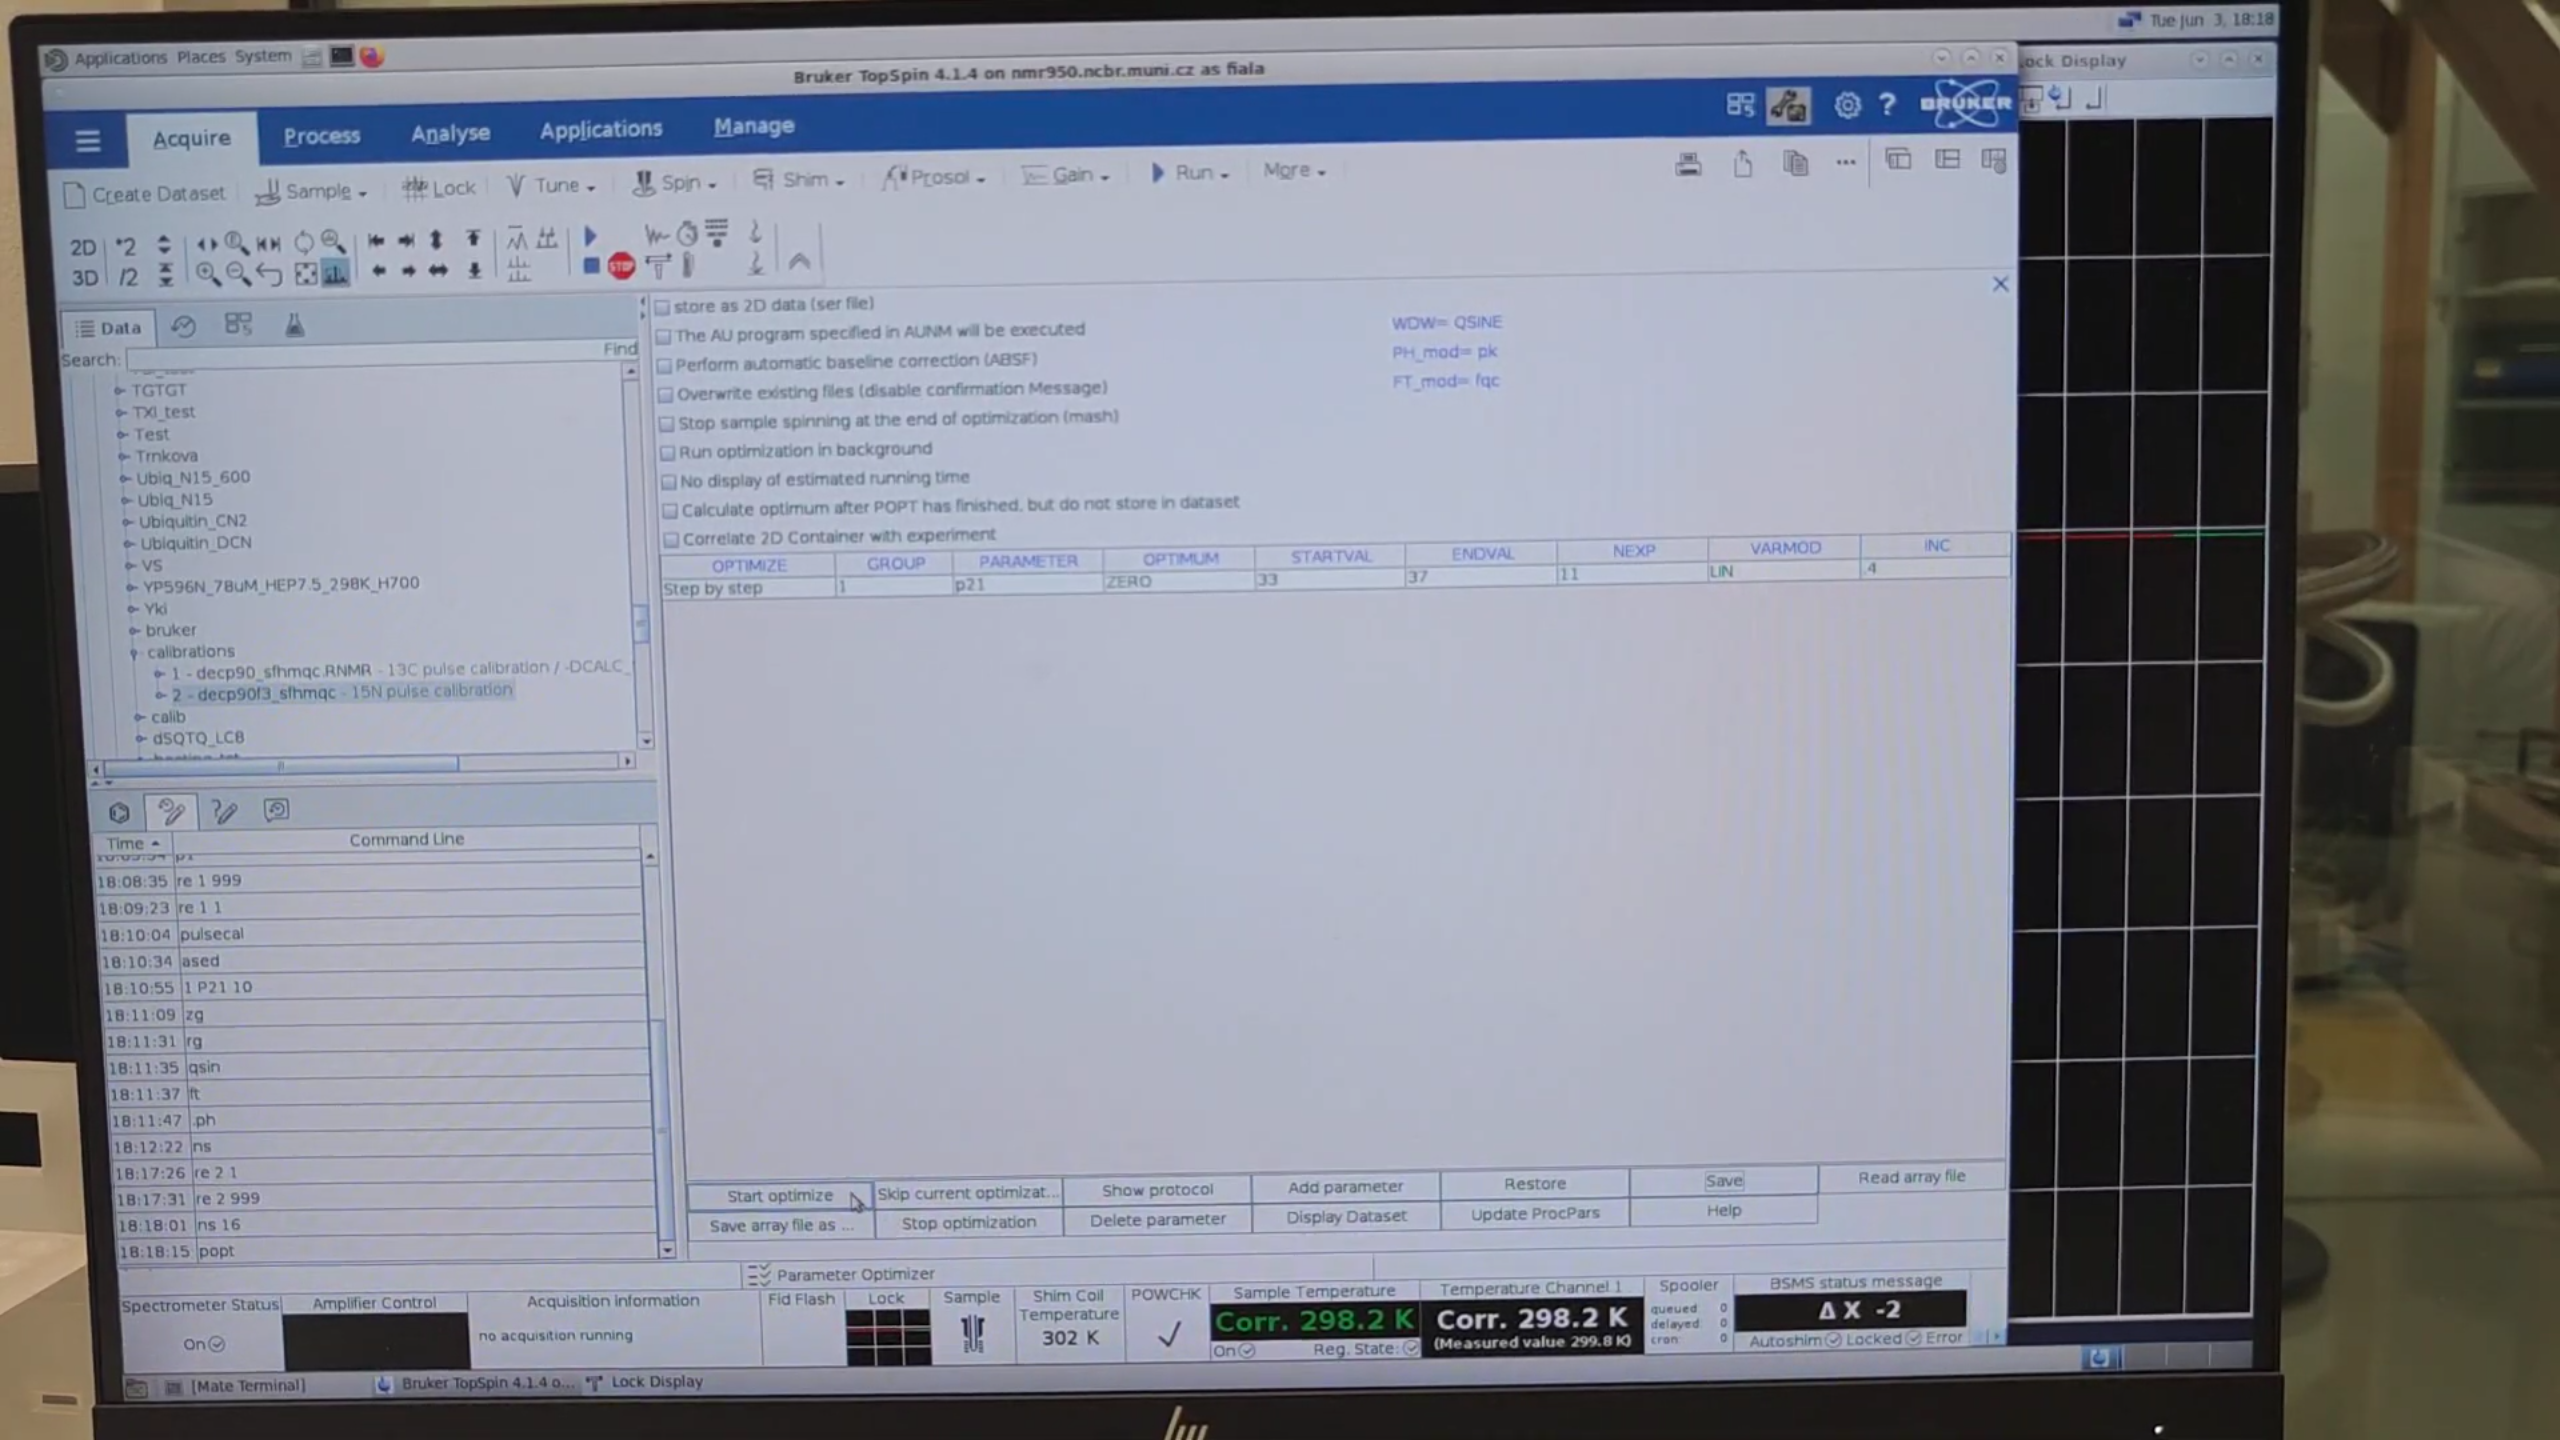 Tue Jun 3, 18:18
Applications Places System
Bruker TopSpin 4.1.4 on nmr950.ncbr.muni.cz as fiala
Lock Display
Acquire Process Analyse Applications Manage
BRUKER
Create Dataset Sample Lock Tune Spin Shim Prosol Gain Run More
2D *2
3D /2
STOP
Data
Search: Find
TGTGT
TXI_test
Test
Trnkova
Ubiq_N15_600
Ubiq_N15
Ubiquitin_CN2
Ubiquitin_DCN
VS
YP596N_78uM_HEP7.5_298K_H700
Yki
bruker
calibrations
1 - decp90_sfhmqc.RNMR - 13C pulse calibration / -DCALC_
2 - decp90f3_sfhmqc - 15N pulse calibration
calib
dSQTQ_LC8
store as 2D data (ser file)
The AU program specified in AUNM will be executed
Perform automatic baseline correction (ABSF)
Overwrite existing files (disable confirmation Message)
Stop sample spinning at the end of optimization (mash)
Run optimization in background
No display of estimated running time
Calculate optimum after POPT has finished, but do not store in dataset
Correlate 2D Container with experiment
WDW= QSINE
PH_mod= pk
FT_mod= fqc
OPTIMIZE GROUP PARAMETER OPTIMUM STARTVAL ENDVAL NEXP VARMOD INC
Step by step 1 p21 ZERO 33 37 11 LIN .4
Time Command Line
18:08:35 re 1 999
18:09:23 re 1 1
18:10:04 pulsecal
18:10:34 ased
18:10:55 1 P21 10
18:11:09 zg
18:11:31 rg
18:11:35 qsin
18:11:37 ft
18:11:47 .ph
18:12:22 ns
18:17:26 re 2 1
18:17:31 re 2 999
18:18:01 ns 16
18:18:15 popt
Start optimize Skip current optimizat... Show protocol Add parameter Restore Save Read array file
Save array file as ... Stop optimization Delete parameter Display Dataset Update ProcPars Help
Parameter Optimizer
Spectrometer Status
On
Amplifier Control
Acquisition information
no acquisition running
Fid Flash
Lock
Sample
Shim Coil
Temperature
302 K
POWCHK
Sample Temperature
Corr. 298.2 K
On Reg. State:
Temperature Channel 1
Corr. 298.2 K
(Measured value 299.8 K)
Spooler
queued: 0
delayed: 0
cron: 0
BSMS status message
Δ X -2
Autoshim Locked Error
[Mate Terminal] Bruker TopSpin 4.1.4 o... Lock Display
hp